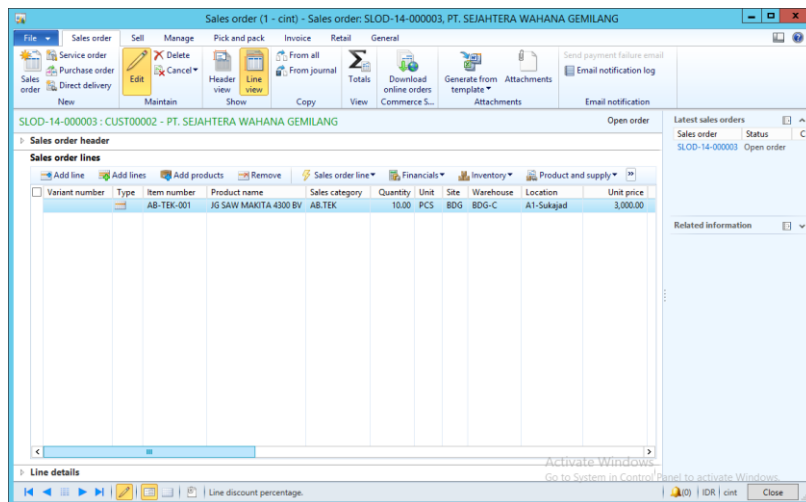 Sales order (1 - cint) - Sales order: SLOD-14-000003, PT. SEJAHTERA WAHANA GEMILANG
File Sales order Sell Manage Pick and pack Invoice Retail General
Sales order
Service order
Purchase order
Direct delivery
New
Edit
Delete
Cancel
Maintain
Header view
Line view
Show
From all
From journal
Copy
Totals
View
Download online orders
Commerce S...
Generate from template
Attachments
Attachments
Send payment failure email
Email notification log
Email notification
SLOD-14-000003 : CUST00002 - PT. SEJAHTERA WAHANA GEMILANG Open order
Sales order header
Sales order lines
Add line Add lines Add products Remove Sales order line Financials Inventory Product and supply »
Variant number Type Item number Product name Sales category Quantity Unit Site Warehouse Location Unit price
AB-TEK-001 JG SAW MAKITA 4300 BV AB.TEK 10.00 PCS BDG BDG-C A1-Sukajad 3,000.00
Latest sales orders
Sales order Status C
SLOD-14-000003 Open order
Related information
Line details
Activate Windows
Go to System in Control Panel to activate Windows.
Line discount percentage. (0) IDR cint Close